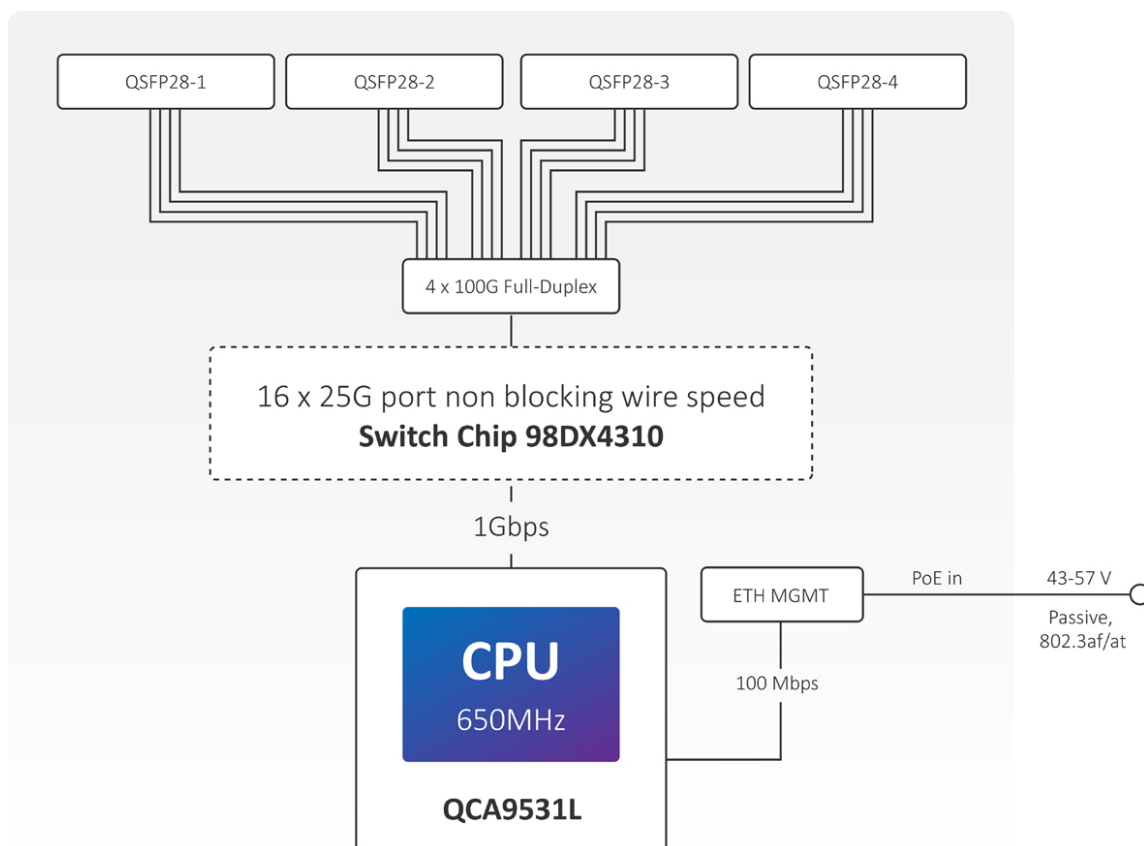 QSFP28-1
QSFP28-2
QSFP28-3
QSFP28-4
4 x 100G Full-Duplex
16 x 25G port non blocking wire speed
Switch Chip 98DX4310
1Gbps
CPU
650MHz
QCA9531L
ETH MGMT
100 Mbps
PoE in
43-57 V
Passive,
802.3af/at